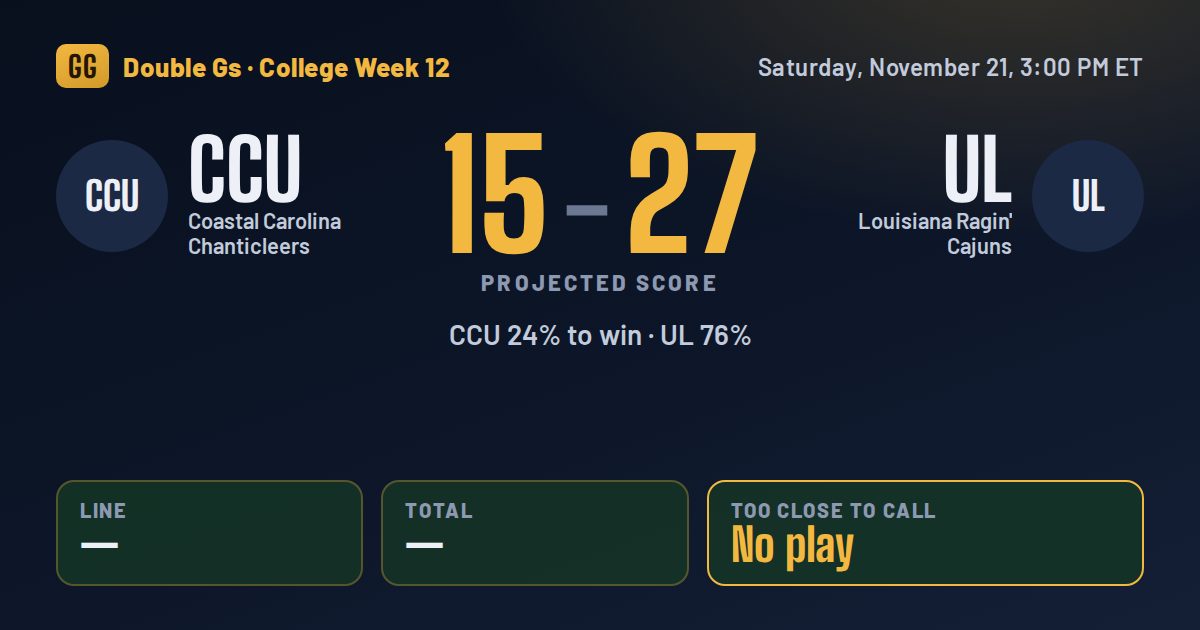 GG
Double Gs · College Week 12
Saturday, November 21, 3:00 PM ET
CCU
CCU
Coastal Carolina
Chanticleers
15 – 27
PROJECTED SCORE
CCU 24% to win · UL 76%
UL
Louisiana Ragin'
Cajuns
UL
LINE
—
TOTAL
—
TOO CLOSE TO CALL
No play